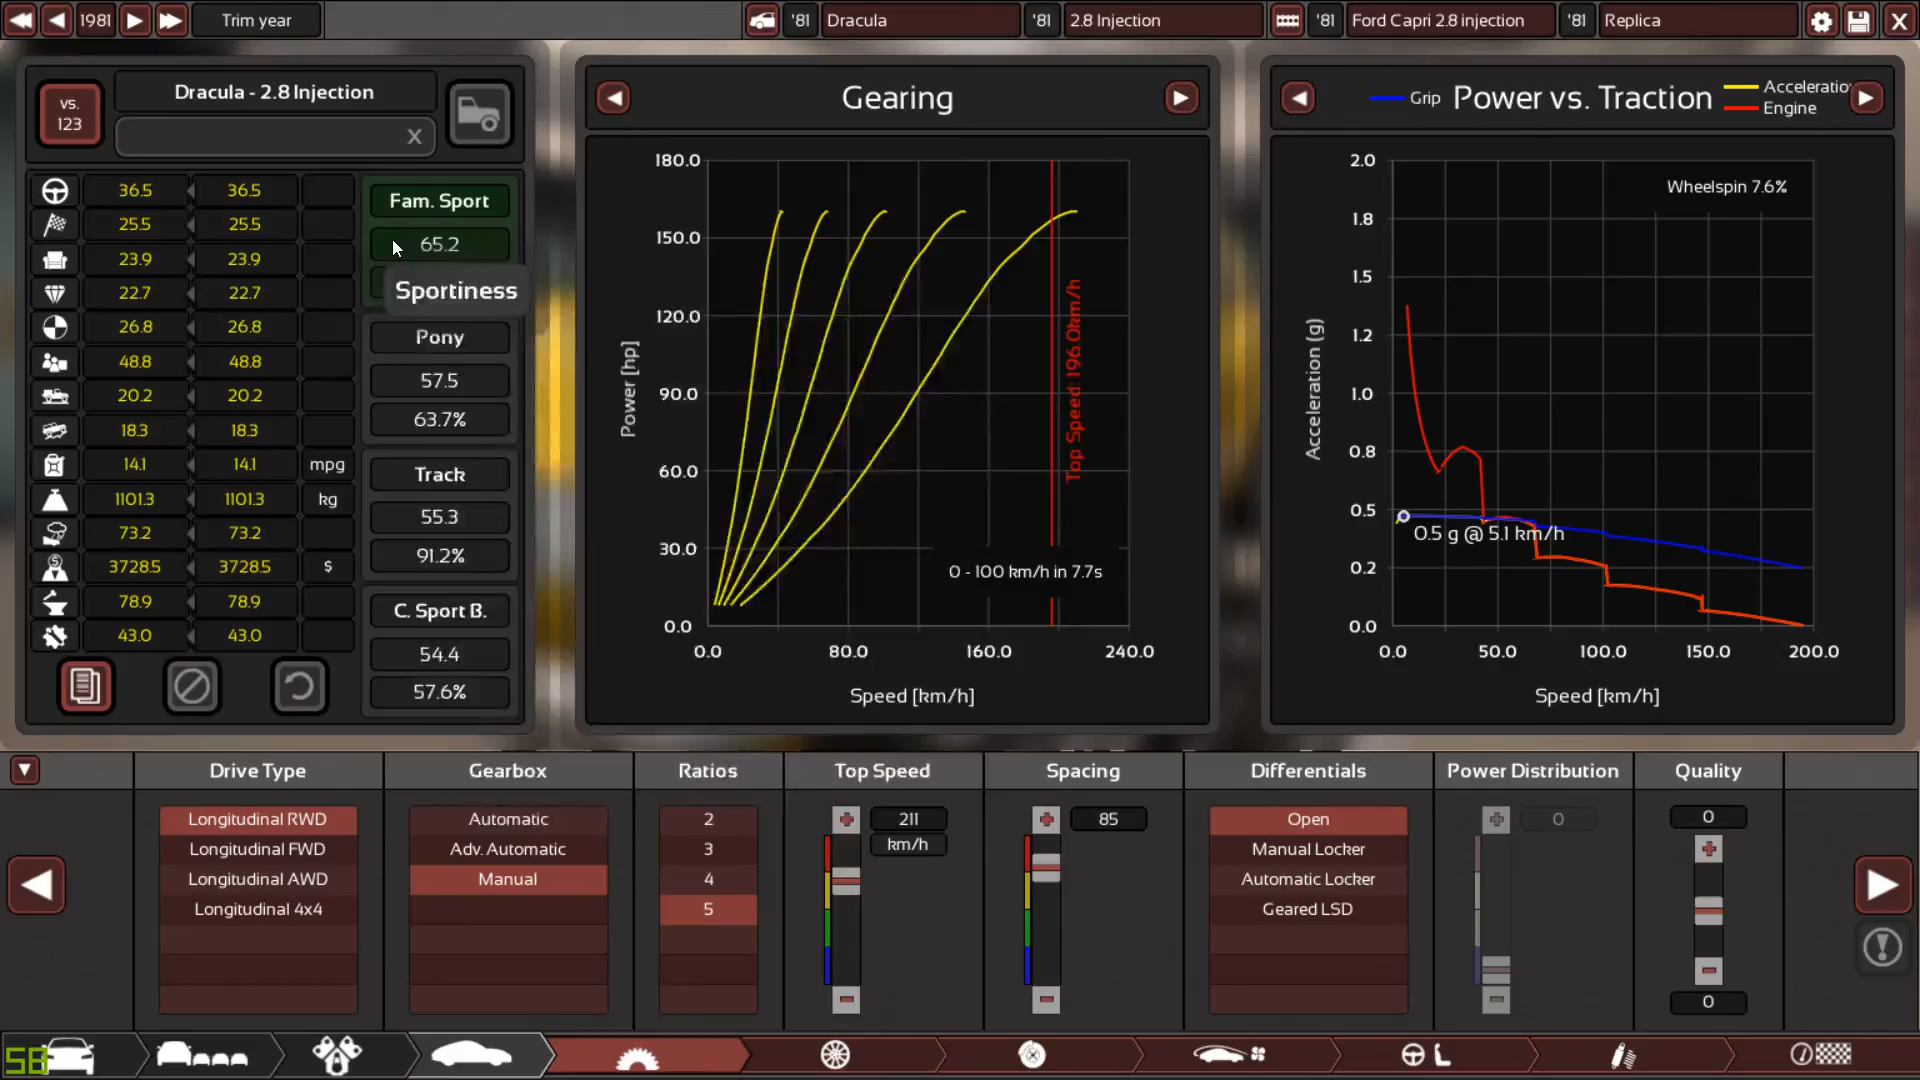 1981
Trim year
'81
Dracula
'81
2.8 Injection
'81
Ford Capri 2.8 injection
'81
Replica
X
vs.
123
Dracula - 2.8 Injection
X
36.5 36.5
25.5 25.5
23.9 23.9
22.7 22.7
26.8 26.8
48.8 48.8
20.2 20.2
18.3 18.3
14.1 14.1 mpg
1101.3 1101.3 kg
73.2 73.2
3728.5 3728.5 $
78.9 78.9
43.0 43.0
Fam. Sport
65.2
Sportiness
Pony
57.5
63.7%
Track
55.3
91.2%
C. Sport B.
54.4
57.6%
Gearing
180.0
150.0
120.0
90.0
60.0
30.0
0.0
Power [hp]
Top Speed: 196.0km/h
0 - 100 km/h in 7.7s
0.0 80.0 160.0 240.0
Speed [km/h]
Grip
Power vs. Traction
Acceleratio
Engine
Wheelspin 7.6%
2.0
1.8
1.5
1.2
1.0
0.8
0.5
0.2
0.0
Acceleration (g)
0.5 g @ 5.1 km/h
0.0 50.0 100.0 150.0 200.0
Speed [km/h]
Drive Type
Longitudinal RWD
Longitudinal FWD
Longitudinal AWD
Longitudinal 4x4
Gearbox
Automatic
Adv. Automatic
Manual
Ratios
2
3
4
5
Top Speed
211
km/h
Spacing
85
Differentials
Open
Manual Locker
Automatic Locker
Geared LSD
Power Distribution
0
Quality
0
0
58